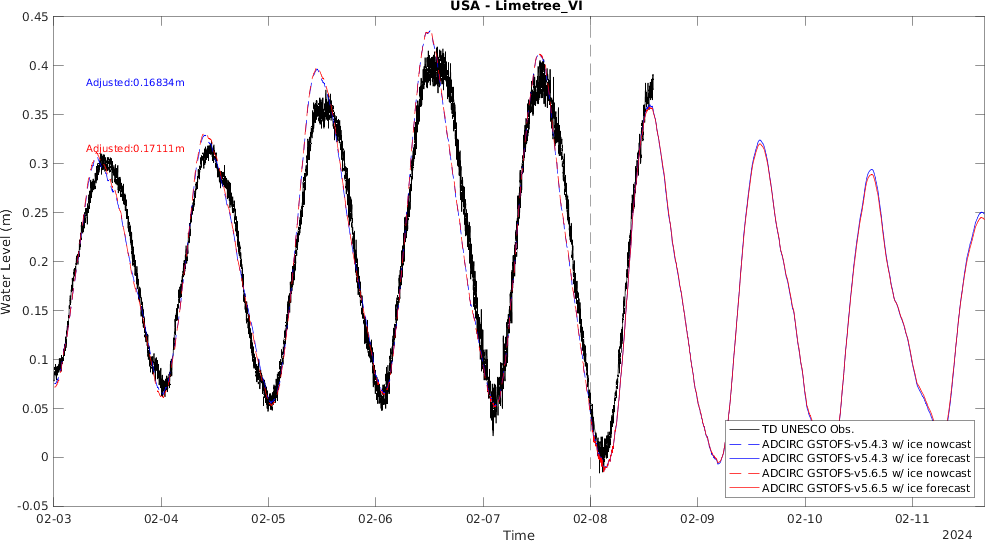 USA - Limetree_VI
0.45
0.4
0.35
0.3
0.25
0.2
0.15
0.1
0.05
0
-0.05
Water Level (m)
Adjusted:0.16834m
Adjusted:0.17111m
TD UNESCO Obs.
ADCIRC GSTOFS-v5.4.3 w/ ice nowcast
ADCIRC GSTOFS-v5.4.3 w/ ice forecast
ADCIRC GSTOFS-v5.6.5 w/ ice nowcast
ADCIRC GSTOFS-v5.6.5 w/ ice forecast
02-03 02-04 02-05 02-06 02-07 02-08 02-09 02-10 02-11
Time
2024